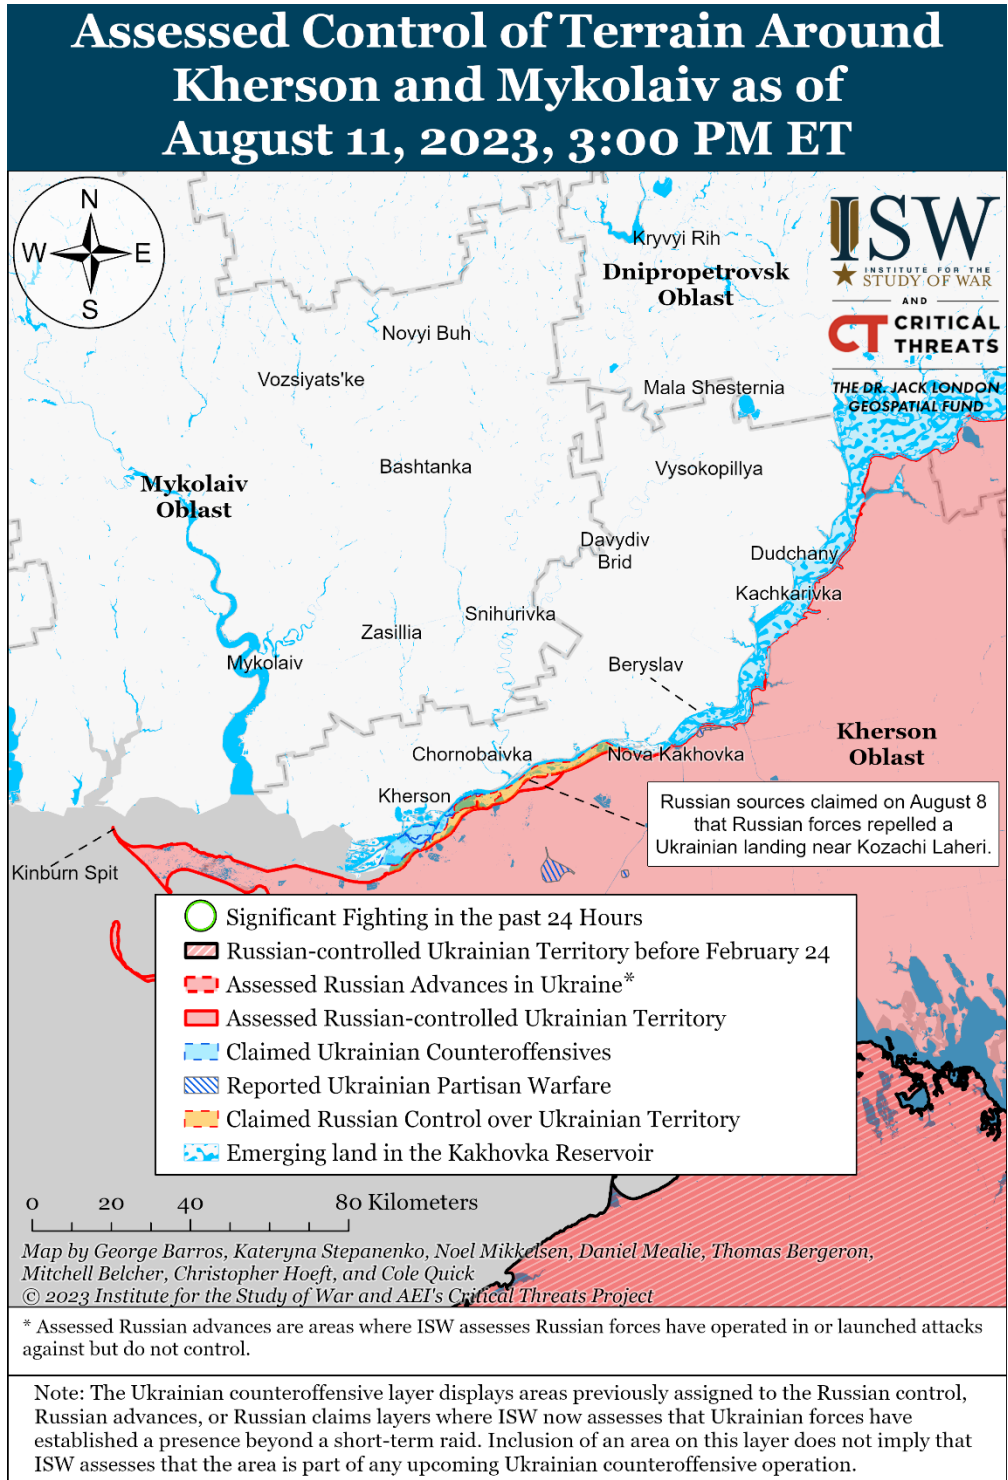 Assessed Control of Terrain Around
Kherson and Mykolaiv as of
August 11, 2023, 3:00 PM ET
N
W
E
S
ISW
INSTITUTE FOR THE
STUDY OF WAR
AND
CT CRITICAL
THREATS
THE DR. JACK LONDON
GEOSPATIAL FUND
Kryvyi Rih
Dnipropetrovsk
Oblast
Novyi Buh
Vozsiyats'ke
Mala Shesternia
Bashtanka
Vysokopillya
Mykolaiv
Oblast
Davydiv
Brid
Dudchany
Kachkarivka
Snihurivka
Zasillia
Mykolaiv
Beryslav
Kherson
Oblast
Chornobaivka
Nova Kakhovka
Kherson
Russian sources claimed on August 8
that Russian forces repelled a
Ukrainian landing near Kozachi Laheri.
Kinburn Spit
Significant Fighting in the past 24 Hours
Russian-controlled Ukrainian Territory before February 24
Assessed Russian Advances in Ukraine*
Assessed Russian-controlled Ukrainian Territory
Claimed Ukrainian Counteroffensives
Reported Ukrainian Partisan Warfare
Claimed Russian Control over Ukrainian Territory
Emerging land in the Kakhovka Reservoir
0 20 40 80 Kilometers
Map by George Barros, Kateryna Stepanenko, Noel Mikkelsen, Daniel Mealie, Thomas Bergeron,
Mitchell Belcher, Christopher Hoeft, and Cole Quick
© 2023 Institute for the Study of War and AEI's Critical Threats Project
* Assessed Russian advances are areas where ISW assesses Russian forces have operated in or launched attacks
against but do not control.
Note: The Ukrainian counteroffensive layer displays areas previously assigned to the Russian control,
Russian advances, or Russian claims layers where ISW now assesses that Ukrainian forces have
established a presence beyond a short-term raid. Inclusion of an area on this layer does not imply that
ISW assesses that the area is part of any upcoming Ukrainian counteroffensive operation.